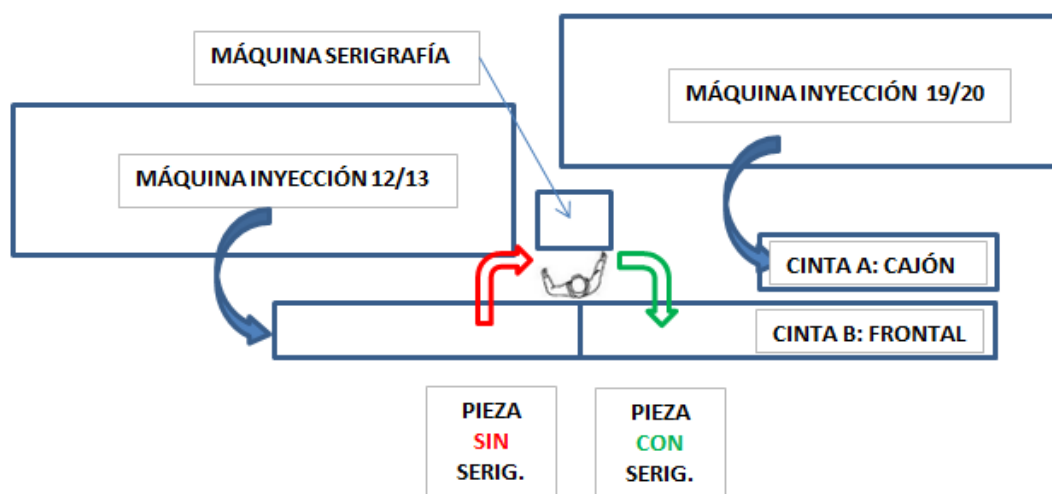 MÁQUINA SERIGRAFÍA
MÁQUINA INYECCIÓN 19/20
MÁQUINA INYECCIÓN 12/13
CINTA A: CAJÓN
CINTA B: FRONTAL
PIEZA
SIN
SERIG.
PIEZA
CON
SERIG.